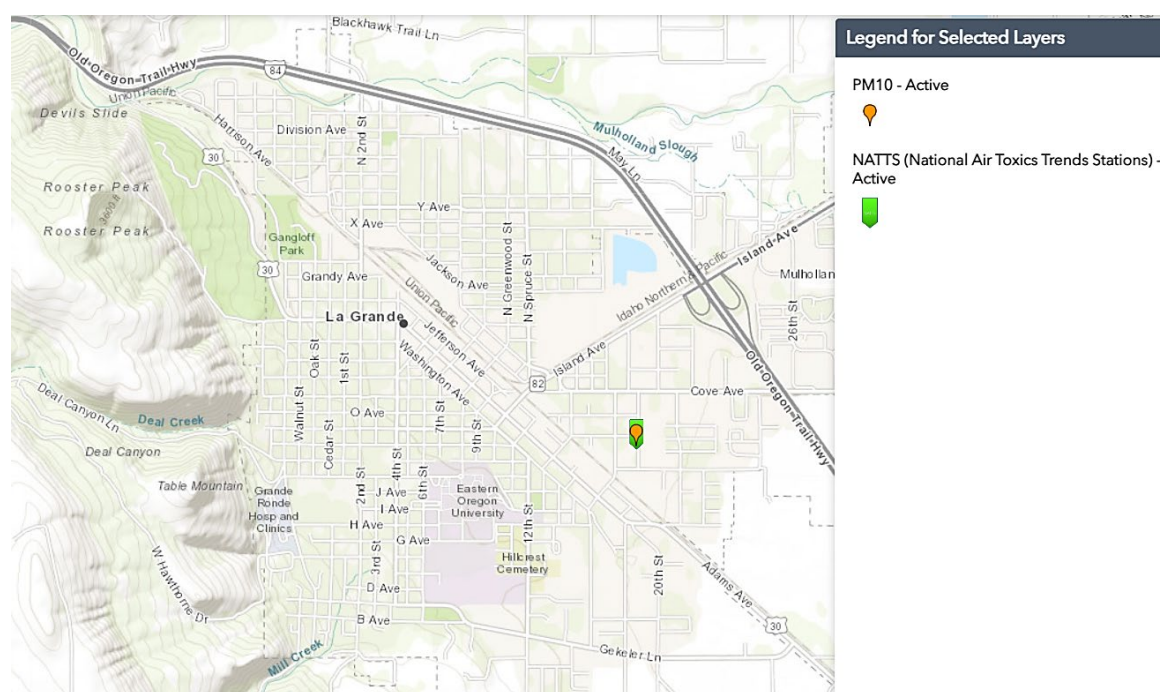 Blackhawk Trail Ln
Old-Oregon-Trail-Hwy
84
Union Pacific
Devils Slide
Harrison Ave
Division Ave
N 2nd St
Mulholland Slough
30
May Ln
Rooster Peak
3609 ft
Rooster Peak
Y Ave
X Ave
Gangloff
Park
N Greenwood St
N Spruce St
Island-Ave
30
Grandy Ave
Jackson Ave
Union Pacific
Idaho Northern & Pacific
Mulhollan
26th St
La Grande
Jefferson Ave
Washington Ave
Oak St
1st St
Island Ave
82
Old-Oregon-Trail-Hwy
Cove Ave
Deal Canyon Ln
Deal Creek
Walnut St
O Ave
7th St
9th St
Cedar St
Deal Canyon
Table Mountain
4th St
2nd St
6th St
J Ave
I Ave
H Ave
G Ave
Grande
Ronde
Hosp and
Clinics
Eastern
Oregon
University
12th St
3rd St
W Hawthorne Dr
Hillcrest
Cemetery
20th St
Adams Ave
D Ave
B Ave
30
Mill Creek
Gekeler Ln
Legend for Selected Layers
PM10 - Active
NATTS (National Air Toxics Trends Stations) -
Active